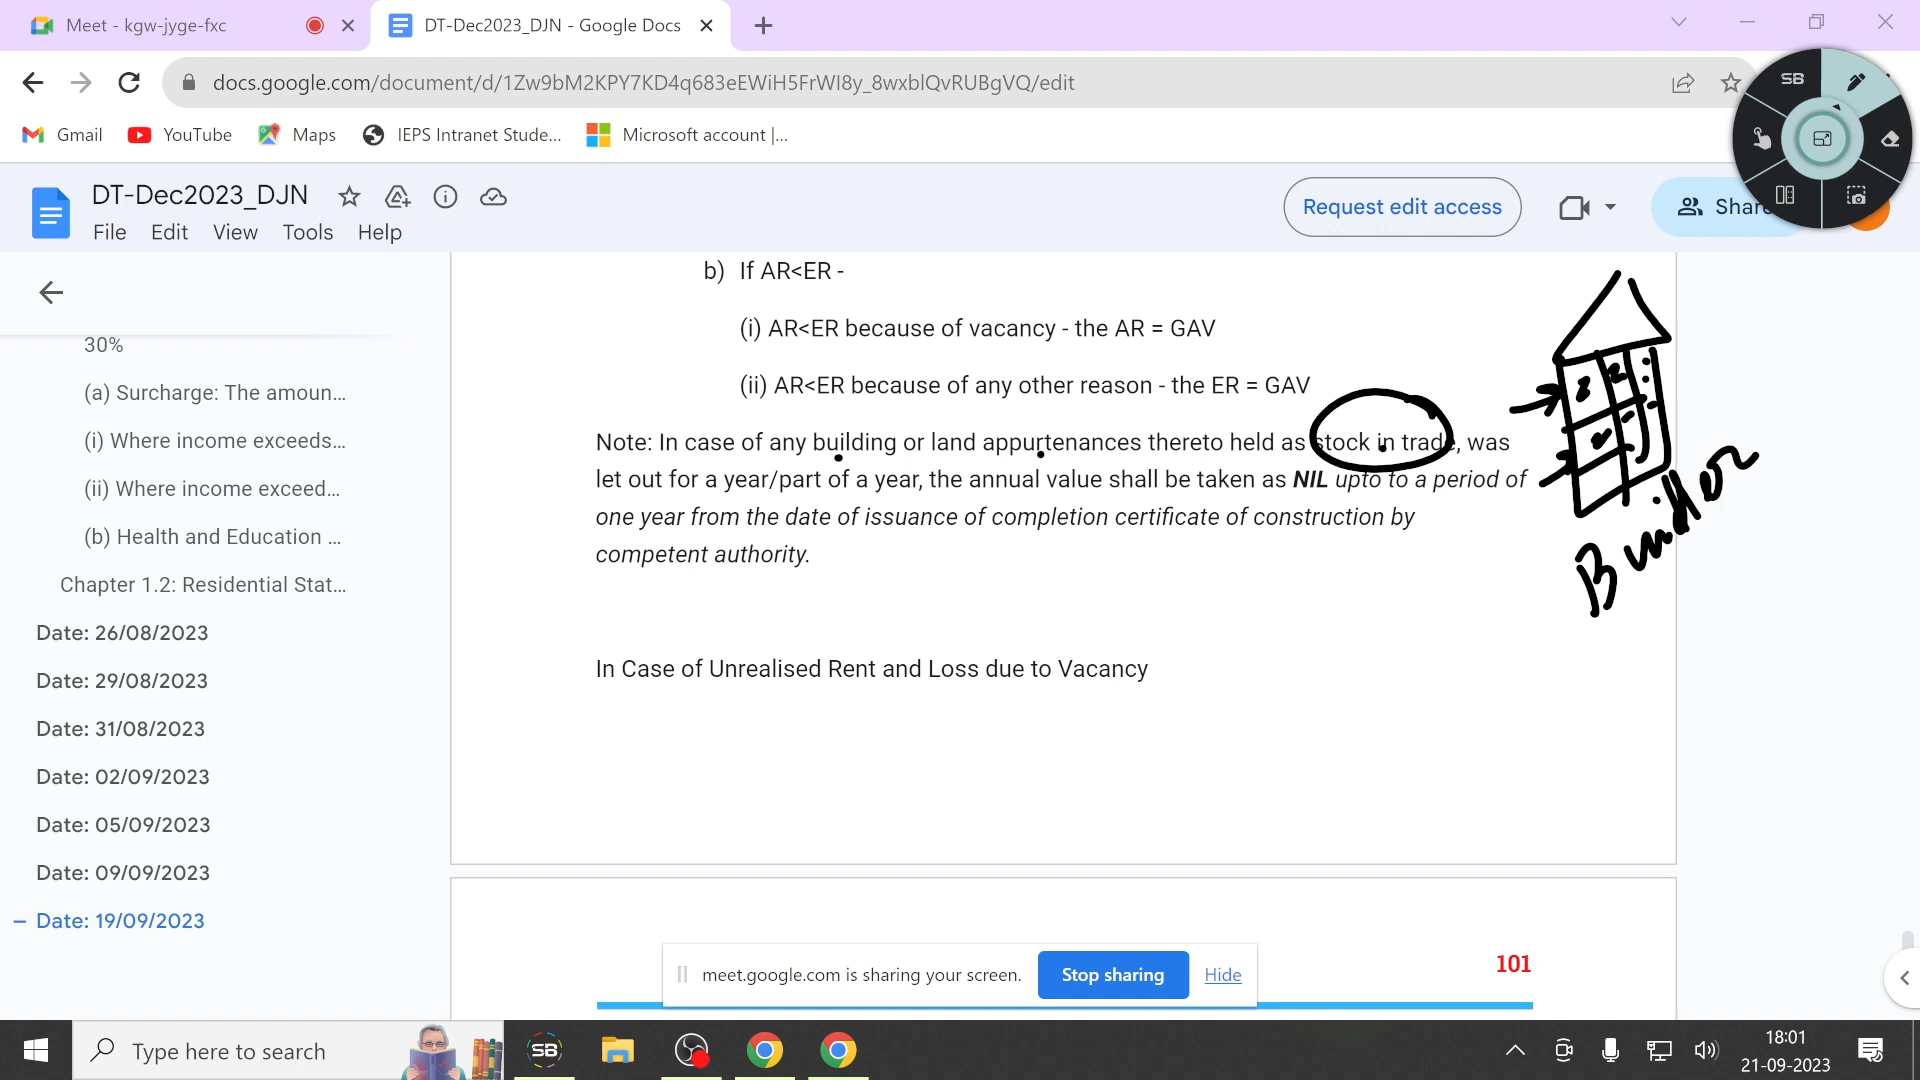 Meet - kgw-jyge-fxc
DT-Dec2023_DJN - Google Docs
docs.google.com/document/d/1Zw9bM2KPY7KD4q683eEWiH5FrWI8y_8wxblQvRUBgVQ/edit
SB
Gmail
YouTube
Maps
IEPS Intranet Stude...
Microsoft account |...
DT-Dec2023_DJN
File Edit View Tools Help
Request edit access
Share
30%
(a) Surcharge: The amoun...
(i) Where income exceeds...
(ii) Where income exceed...
(b) Health and Education ...
Chapter 1.2: Residential Stat...
Date: 26/08/2023
Date: 29/08/2023
Date: 31/08/2023
Date: 02/09/2023
Date: 05/09/2023
Date: 09/09/2023
Date: 19/09/2023
b) If AR<ER -
(i) AR<ER because of vacancy - the AR = GAV
(ii) AR<ER because of any other reason - the ER = GAV
Note: In case of any building or land appurtenances thereto held as stock in trade, was
let out for a year/part of a year, the annual value shall be taken as NIL upto to a period of
one year from the date of issuance of completion certificate of construction by
competent authority.
Builder
In Case of Unrealised Rent and Loss due to Vacancy
101
meet.google.com is sharing your screen.
Stop sharing
Hide
Type here to search
SB
18:01
21-09-2023